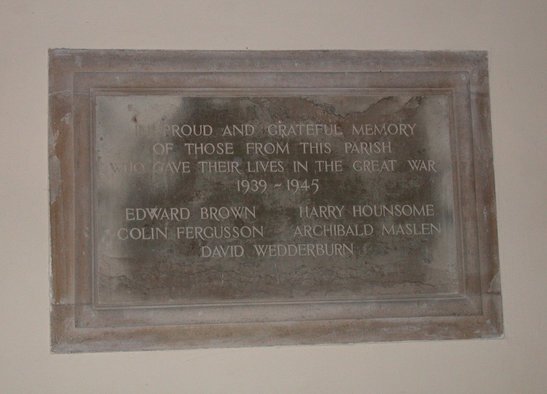 IN PROUD AND GRATEFUL MEMORY
OF THOSE FROM THIS PARISH
WHO GAVE THEIR LIVES IN THE GREAT WAR
1939 ~ 1945
EDWARD BROWN HARRY HOUNSOME
COLIN FERGUSSON ARCHIBALD MASLEN
DAVID WEDDERBURN